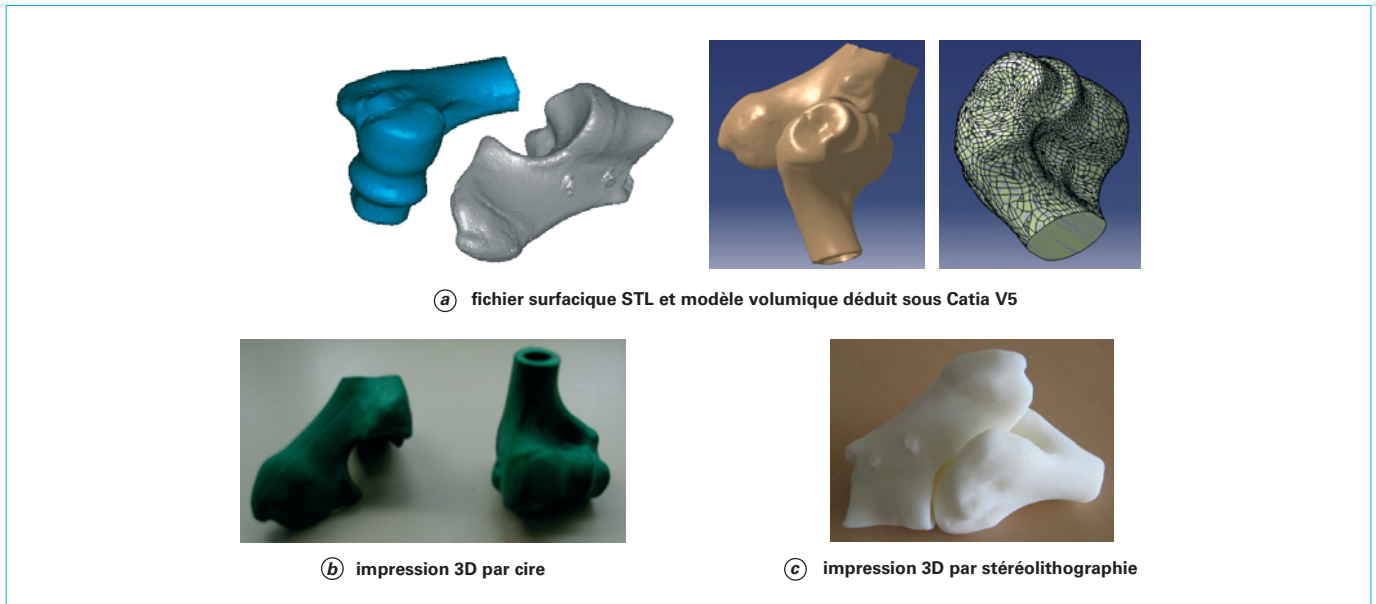 a fichier surfacique STL et modèle volumique déduit sous Catia V5
b impression 3D par cire
c impression 3D par stéréolithographie